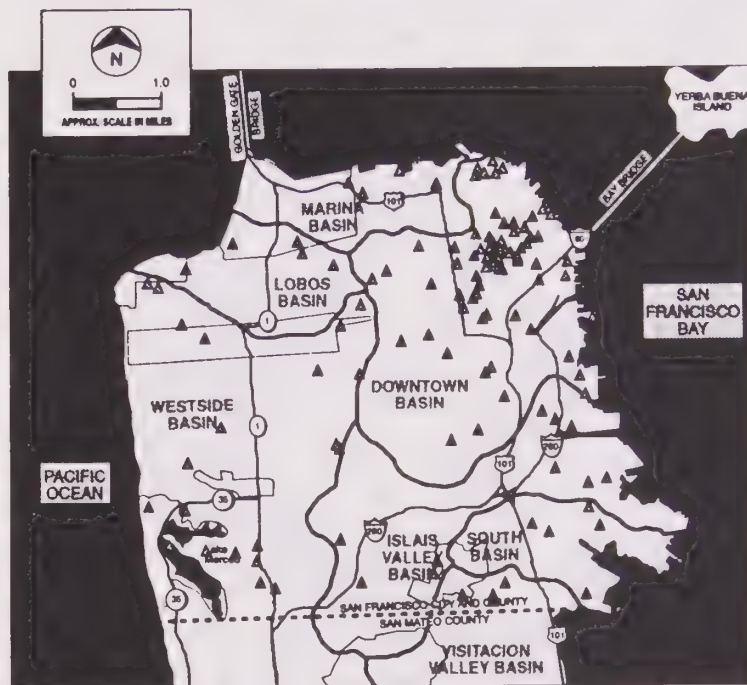 N
0 1.0
APPROX. SCALE IN MILES
GOLDEN GATE
BRIDGE
YERBA BUENA
ISLAND
BAY BRIDGE
101
80
MARINA
BASIN
LOBOS
BASIN
1
SAN
FRANCISCO
BAY
DOWNTOWN
BASIN
WESTSIDE
BASIN
1
280
101
PACIFIC
OCEAN
35
280
ISLAIS
VALLEY
BASIN
SOUTH
BASIN
Lake
Merced
35
SAN FRANCISCO CITY AND COUNTY
SAN MATEO COUNTY
101
VISITACION
VALLEY BASIN